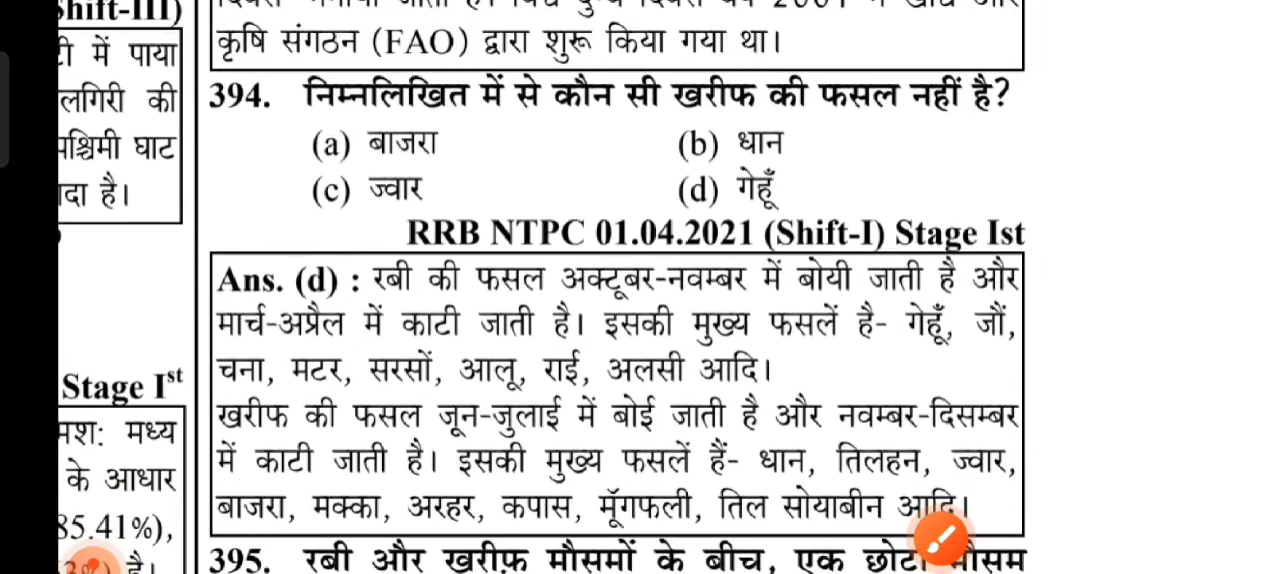 Shift-III)
में पाया
की
घाट
है।
Stage Iˢᵗ
मध्य
के आधार
85.41%),
है।
कृषि संगठन (FAO) द्वारा शुरू किया गया था।
394. निम्नलिखित में से कौन सी खरीफ की फसल नहीं है?
(a) बाजरा (b) धान
(c) ज्वार (d) गेहूँ
RRB NTPC 01.04.2021 (Shift-I) Stage Ist
Ans. (d) : रबी की फसल अक्टूबर-नवम्बर में बोयी जाती है और
मार्च-अप्रैल में काटी जाती है। इसकी मुख्य फसलें है- गेहूँ, जौं,
चना, मटर, सरसों, आलू, राई, अलसी आदि।
खरीफ की फसल जून-जुलाई में बोई जाती है और नवम्बर-दिसम्बर
में काटी जाती है। इसकी मुख्य फसलें हैं- धान, तिलहन, ज्वार,
बाजरा, मक्का, अरहर, कपास, मूँगफली, तिल सोयाबीन आदि।
395. रबी और खरीफ़ मौसमों के बीच, एक छोटा मौसम